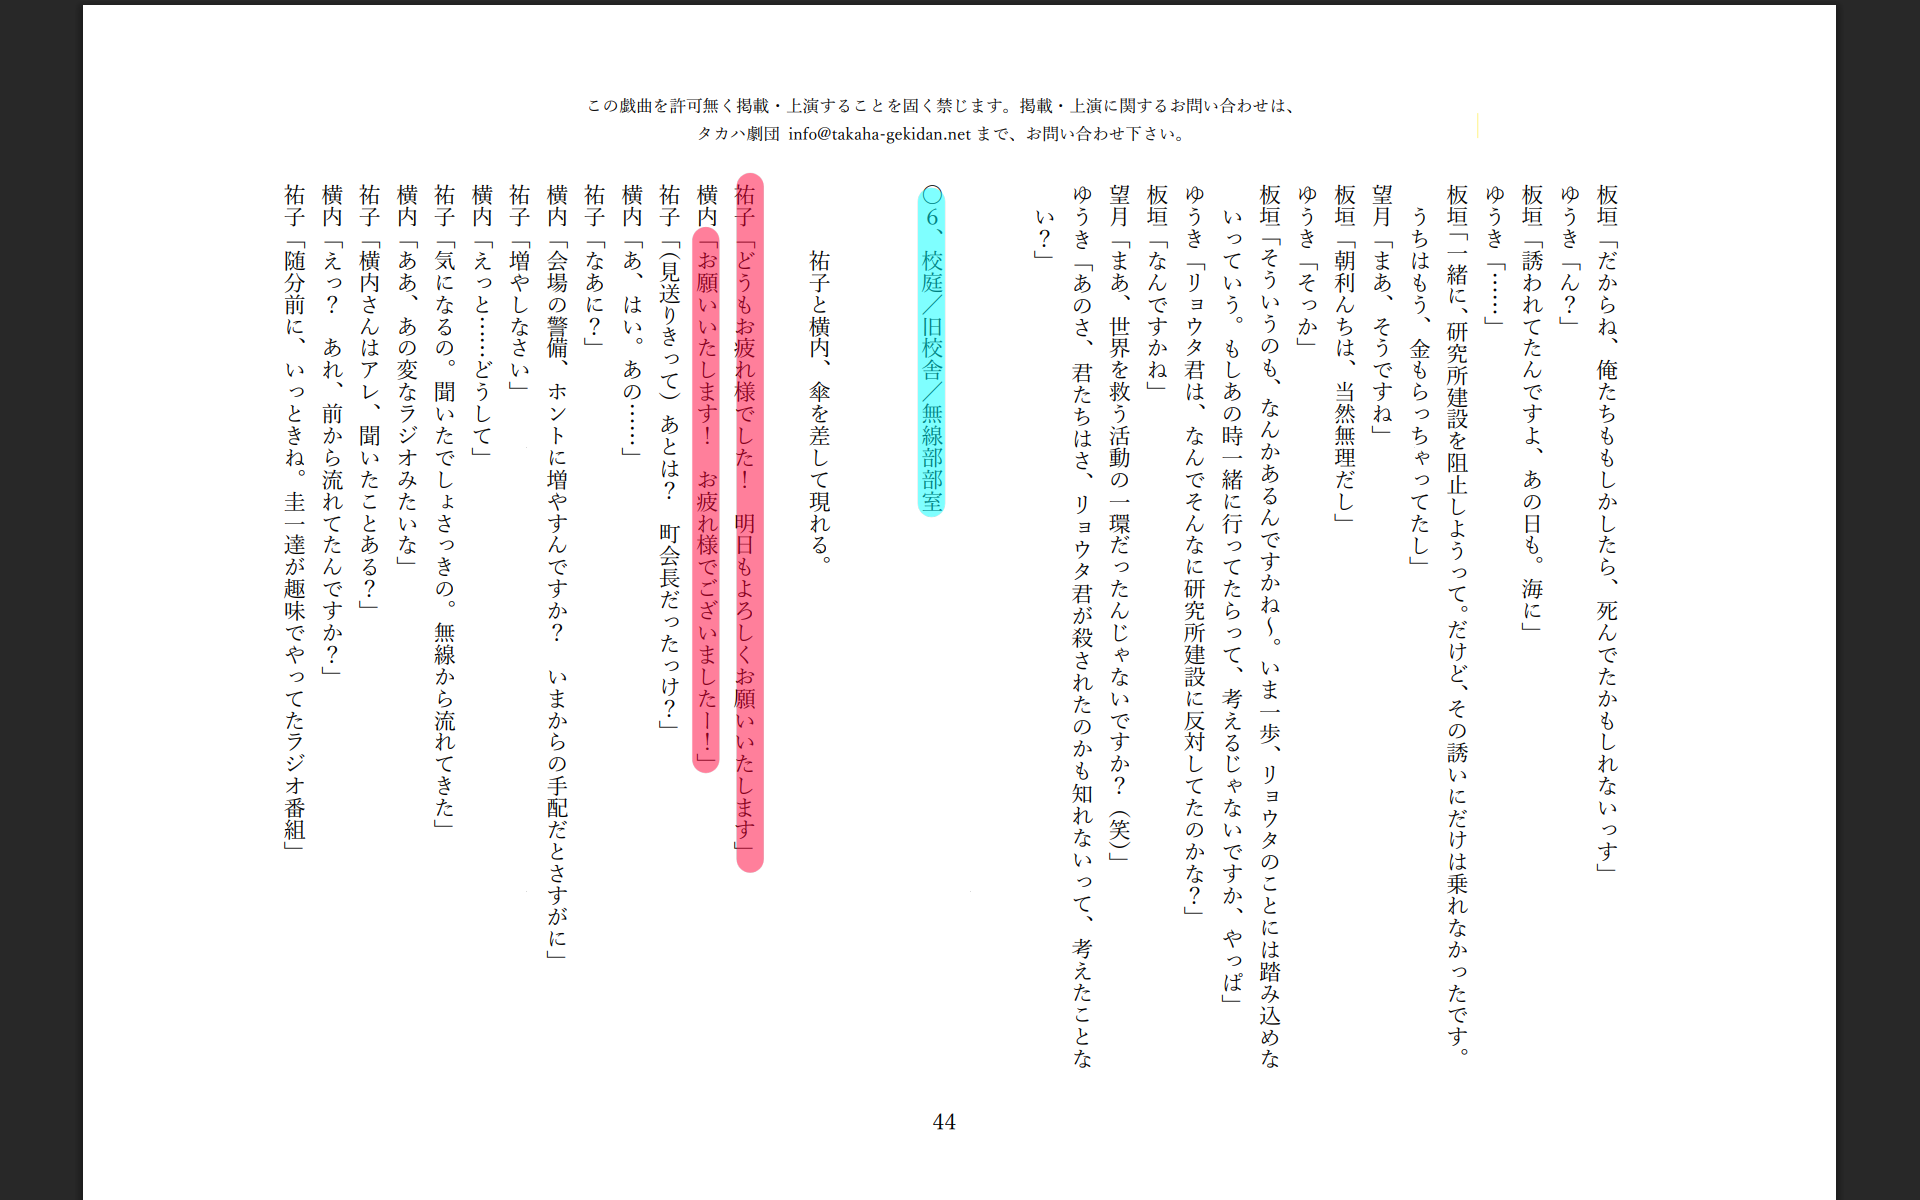 この戯曲を許可無く掲載・上演することを固く禁じます。掲載・上演に関するお問い合わせは、
タカハ劇団 info@takaha-gekidan.net まで、お問い合わせ下さい。
板垣「だからね、俺たちももしかしたら、死んでたかもしれないっす」
ゆうき「ん？」
板垣「誘われてたんですよ、あの日も。海に」
ゆうき「……」
板垣「一緒に、研究所建設を阻止しようって。だけど、その誘いにだけは乗れなかったです。
うちはもう、金もらっちゃってたし」
望月「まあ、そうですね」
板垣「朝利んちは、当然無理だし」
ゆうき「そっか」
板垣「そういうのも、なんかあるんですかね〜。いま一歩、リョウタのことには踏み込めな
いっていう。もしあの時一緒に行ってたらって、考えるじゃないですか、やっぱ」
ゆうき「リョウタ君は、なんでそんなに研究所建設に反対してたのかな？」
板垣「なんですかね」
望月「まあ、世界を救う活動の一環だったんじゃないですか？（笑）」
ゆうき「あのさ、君たちはさ、リョウタ君が殺されたのかも知れないって、考えたことな
い？」
〇６、校庭／旧校舎／無線部部室
祐子と横内、傘を差して現れる。
祐子「どうもお疲れ様でした！　明日もよろしくお願いいたします」
横内「お願いいたします！　お疲れ様でございましたー！」
祐子「（見送りきって）あとは？　町会長だったっけ？」
横内「あ、はい。あの……」
祐子「なあに？」
横内「会場の警備、ホントに増やすんですか？　いまからの手配だとさすがに」
祐子「増やしなさい」
横内「えっと……どうして」
祐子「気になるの。聞いたでしょさっきの。無線から流れてきた」
横内「ああ、あの変なラジオみたいな」
祐子「横内さんはアレ、聞いたことある？」
横内「えっ？　あれ、前から流れてたんですか？」
祐子「随分前に、いっときね。圭一達が趣味でやってたラジオ番組」
44